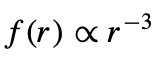 f(r) ∝ r⁻³